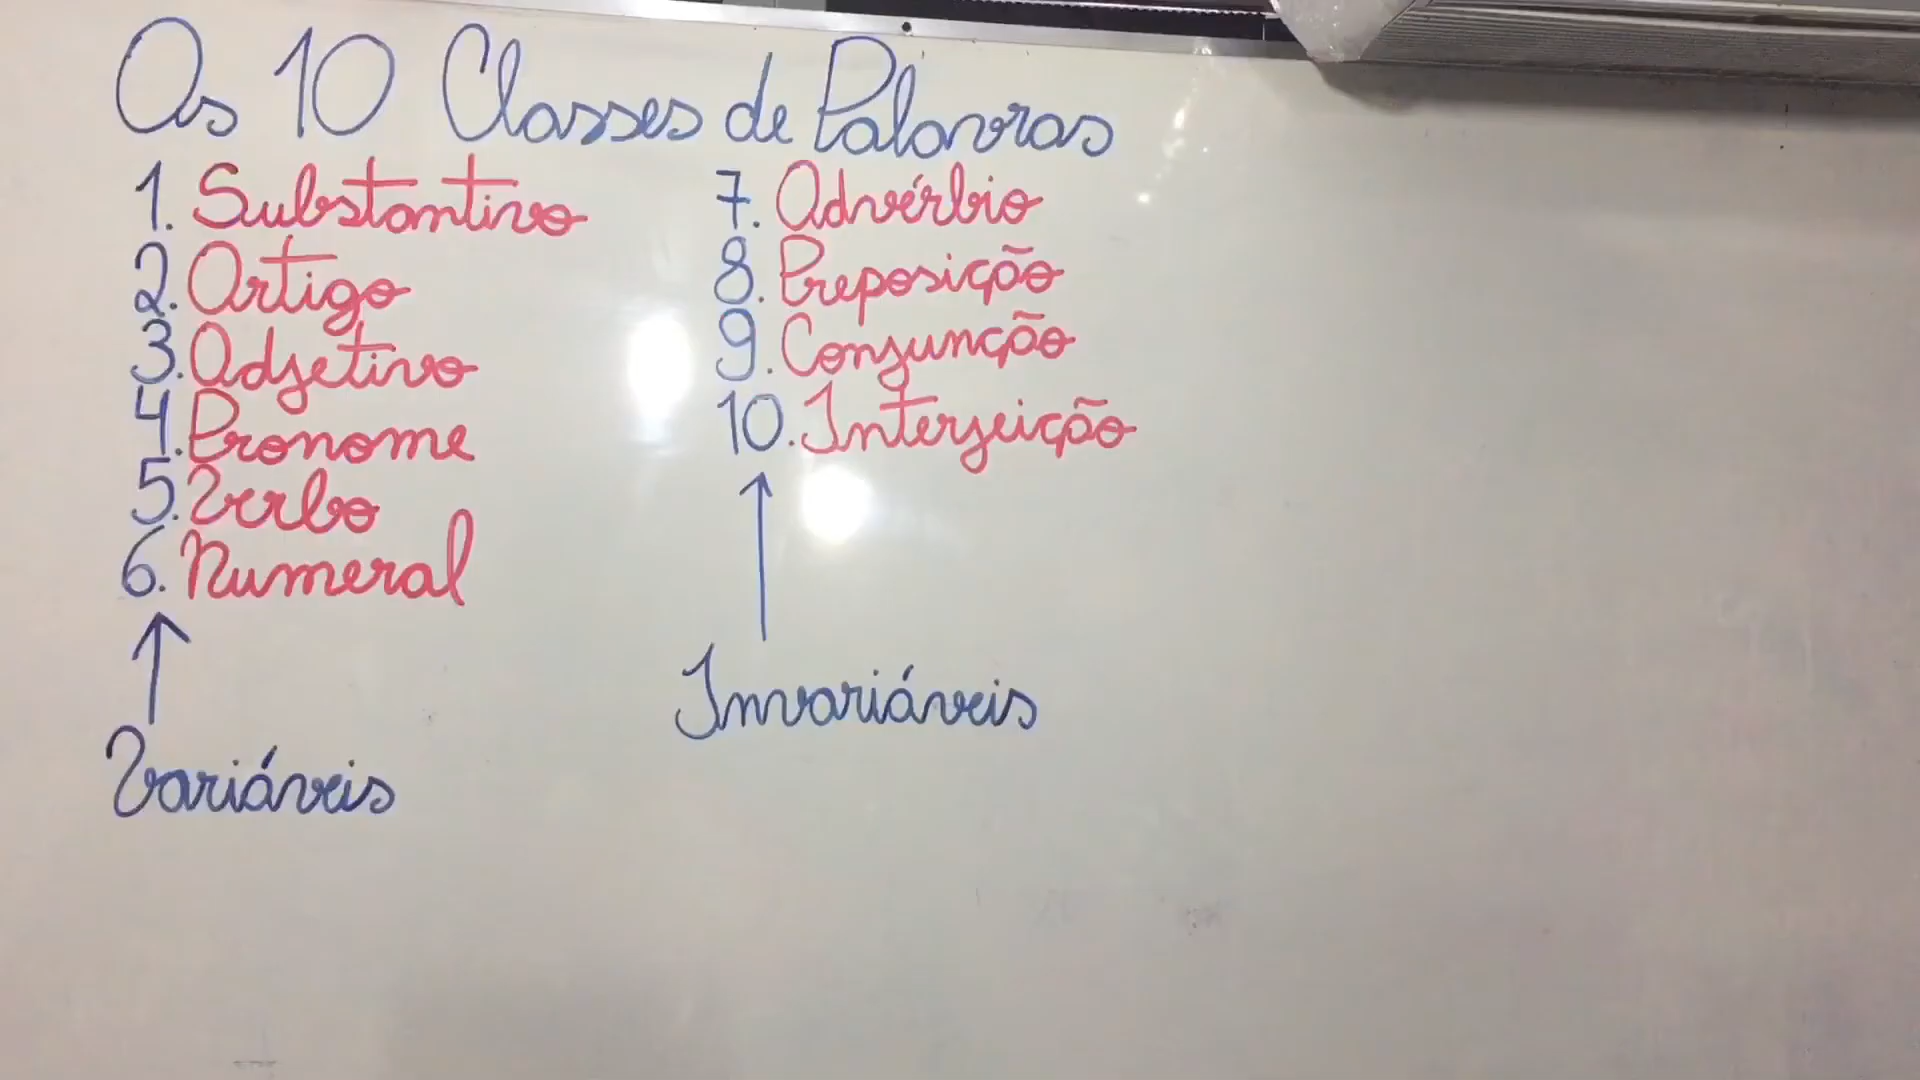 Os 10 Classes de Palavras
1. Substantivo
2. Artigo
3. Adjetivo
4. Pronome
5. Verbo
6. Numeral
Variáveis
7. Advérbio
8. Preposição
9. Conjunção
10. Interjeição
Invariáveis